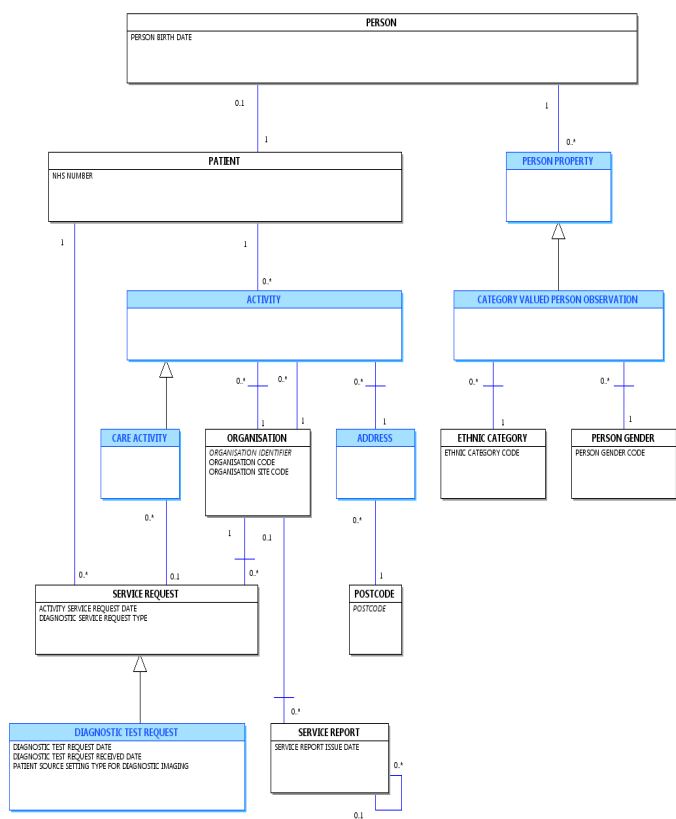 PERSON
PERSON BIRTH DATE
0..1
1
1
0..*
PATIENT
NHS NUMBER
PERSON PROPERTY
1
1
0..*
ACTIVITY
CATEGORY VALUED PERSON OBSERVATION
0..*
0..*
0..*
0..*
0..*
1
1
1
1
1
CARE ACTIVITY
ORGANISATION
ORGANISATION IDENTIFIER
ORGANISATION CODE
ORGANISATION SITE CODE
ADDRESS
ETHNIC CATEGORY
ETHNIC CATEGORY CODE
PERSON GENDER
PERSON GENDER CODE
0..*
1
0..1
0..*
0..*
0..1
0..*
1
SERVICE REQUEST
ACTIVITY SERVICE REQUEST DATE
DIAGNOSTIC SERVICE REQUEST TYPE
POSTCODE
POSTCODE
0..*
DIAGNOSTIC TEST REQUEST
DIAGNOSTIC TEST REQUEST DATE
DIAGNOSTIC TEST REQUEST RECEIVED DATE
PATIENT SOURCE SETTING TYPE FOR DIAGNOSTIC IMAGING
SERVICE REPORT
SERVICE REPORT ISSUE DATE
0..*
0..1